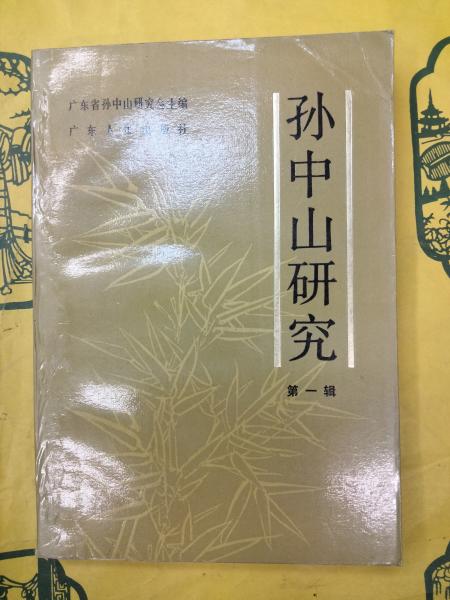 广东省孙中山研究会主编
广东人民出版社
孙中山研究
第一辑